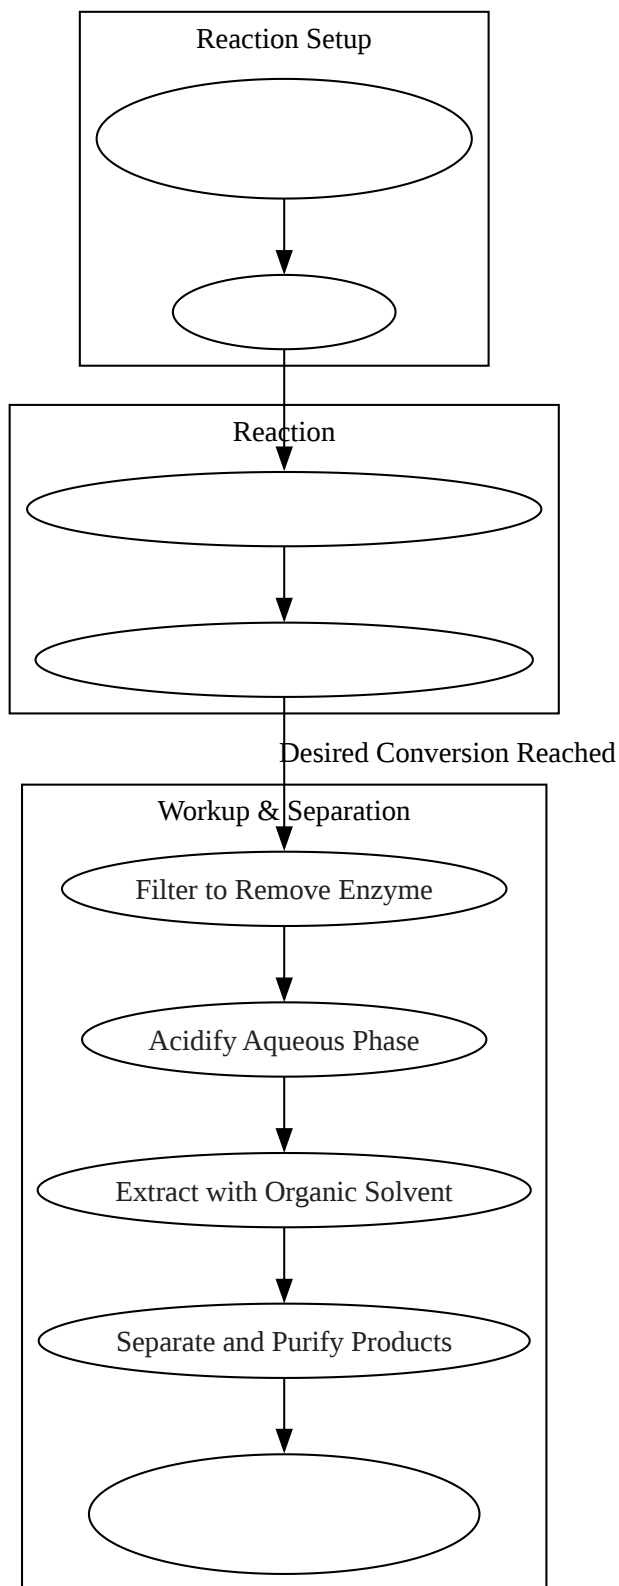 Reaction Setup
Reaction
Desired Conversion Reached
Workup & Separation
Filter to Remove Enzyme
Acidify Aqueous Phase
Extract with Organic Solvent
Separate and Purify Products